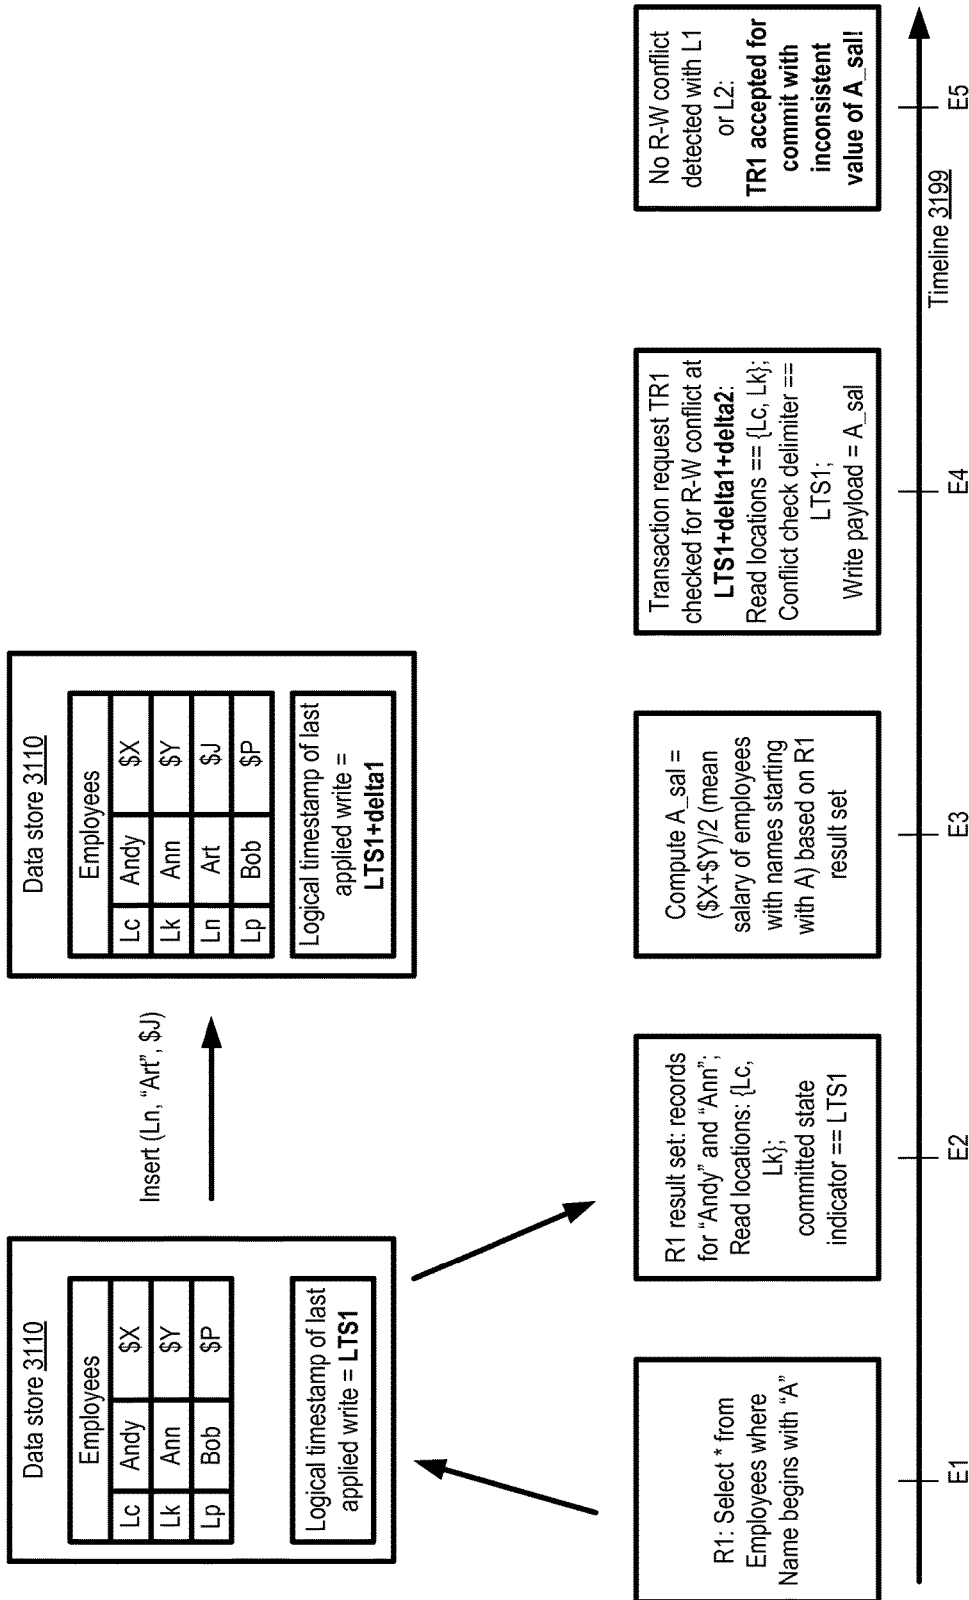 Data store 3110
Employees
Lc Andy $X
Lk Ann $Y
Lp Bob $P
Logical timestamp of last
applied write = LTS1
Insert (Ln, “Art”, $J)
Data store 3110
Employees
Lc Andy $X
Lk Ann $Y
Ln Art $J
Lp Bob $P
Logical timestamp of last
applied write =
LTS1+delta1
R1: Select * from
Employees where
Name begins with “A”
R1 result set: records
for “Andy” and “Ann”;
Read locations: {Lc,
Lk};
committed state
indicator == LTS1
Compute A_sal =
($X+$Y)/2 (mean
salary of employees
with names starting
with A) based on R1
result set
Transaction request TR1
checked for R-W conflict at
LTS1+delta1+delta2:
Read locations == {Lc, Lk};
Conflict check delimiter ==
LTS1;
Write payload = A_sal
No R-W conflict
detected with L1
or L2:
TR1 accepted for
commit with
inconsistent
value of A_sal!
Timeline 3199
E1
E2
E3
E4
E5